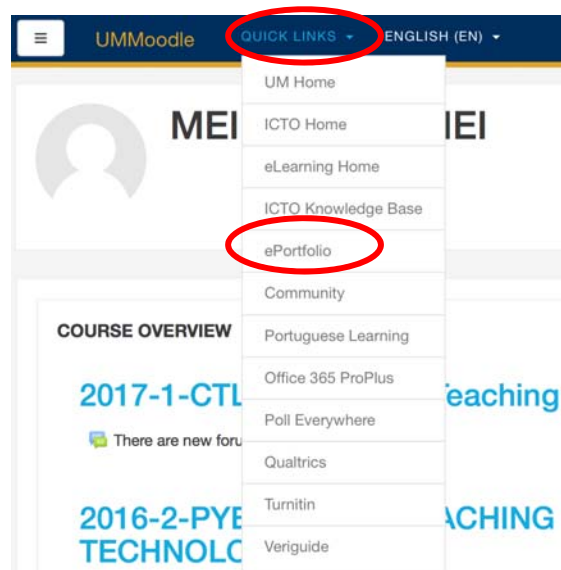 UMMoodle QUICK LINKS ENGLISH (EN)
UM Home
MEI IEI
ICTO Home
eLearning Home
ICTO Knowledge Base
ePortfolio
Community
COURSE OVERVIEW
Portuguese Learning
Office 365 ProPlus
2017-1-CTL eaching
Poll Everywhere
There are new foru
Qualtrics
Turnitin
2016-2-PYE ACHING
TECHNOLO
Veriguide